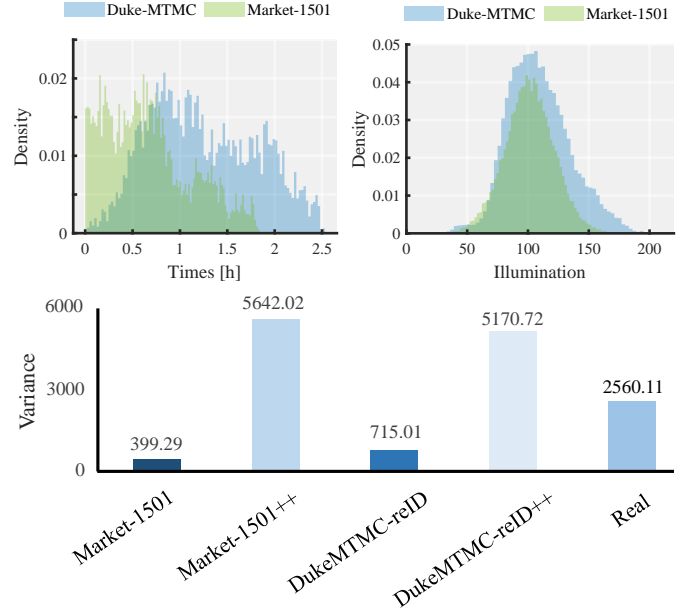 Duke-MTMC Market-1501
0.02
0.01
0
Density
0 0.5 1 1.5 2 2.5
Times [h]
Duke-MTMC Market-1501
0.05
0.04
0.03
0.02
0.01
0
Density
0 50 100 150 200
Illumination
6000
3000
0
Variance
399.29
5642.02
715.01
5170.72
2560.11
Market-1501
Market-1501++
DukeMTMC-reID
DukeMTMC-reID++
Real